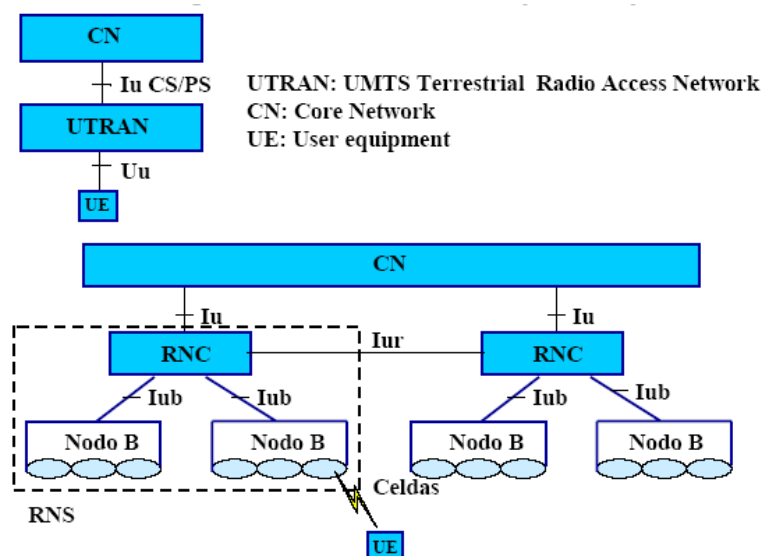 CN
Iu CS/PS
UTRAN
Uu
UE
UTRAN: UMTS Terrestrial Radio Access Network
CN: Core Network
UE: User equipment
CN
Iu
Iu
RNC
Iur
RNC
Iub
Iub
Iub
Iub
Nodo B
Nodo B
Nodo B
Nodo B
Celdas
RNS
UE